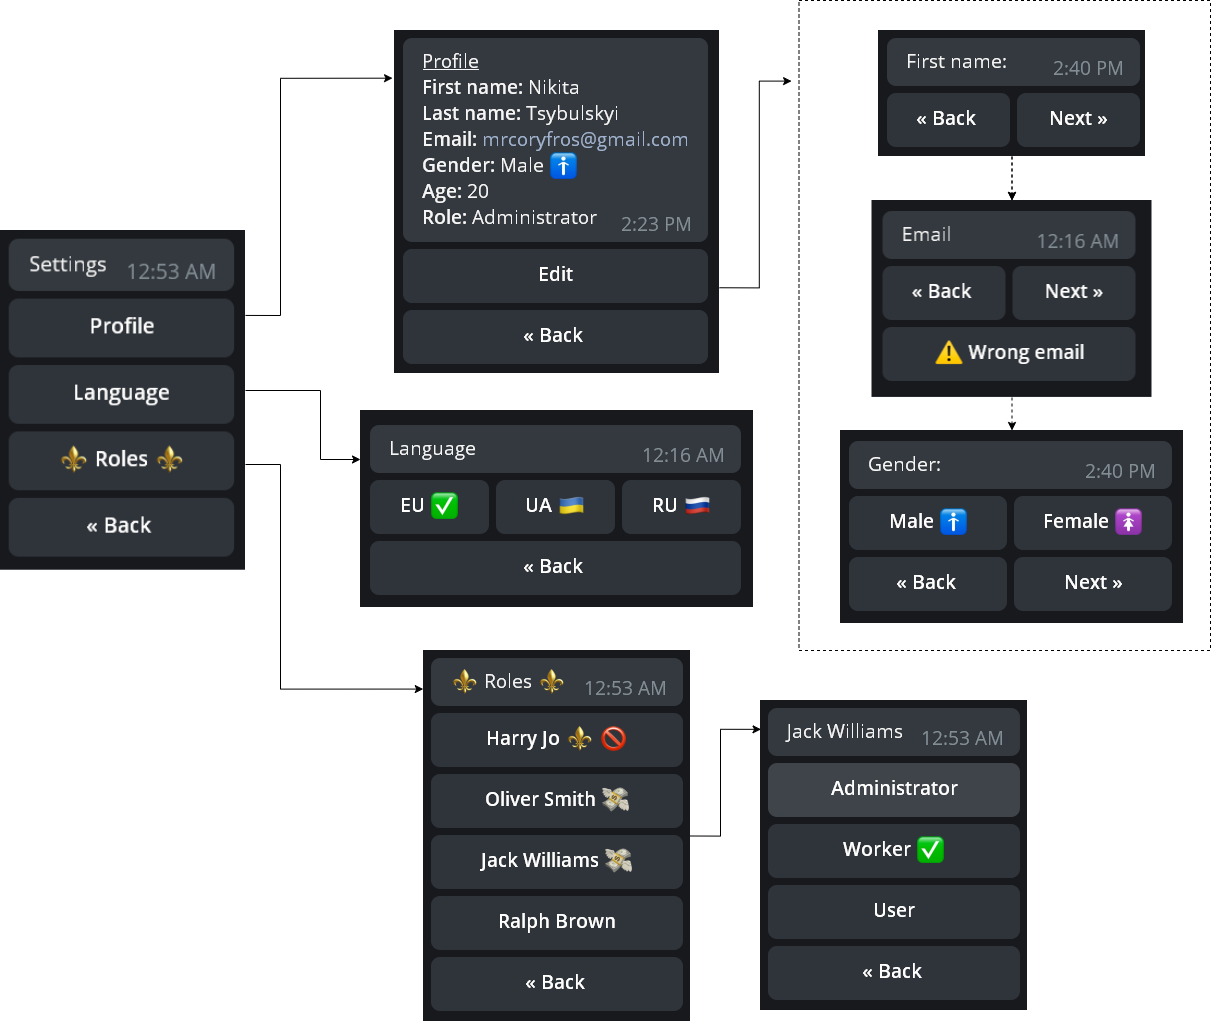 Settings 12:53 AM
Profile
Language
⚜️ Roles ⚜️
« Back
Profile
First name: Nikita
Last name: Tsybulskyi
Email: mrcoryfros@gmail.com
Gender: Male 🚹
Age: 20
Role: Administrator 2:23 PM
Edit
« Back
First name: 2:40 PM
« Back Next »
Email 12:16 AM
« Back Next »
⚠️ Wrong email
Gender: 2:40 PM
Male 🚹 Female 🚺
« Back Next »
Language 12:16 AM
EU ✅ UA 🇺🇦 RU 🇷🇺
« Back
⚜️ Roles ⚜️ 12:53 AM
Harry Jo ⚜️ 🚫
Oliver Smith 💸
Jack Williams 💸
Ralph Brown
« Back
Jack Williams 12:53 AM
Administrator
Worker ✅
User
« Back